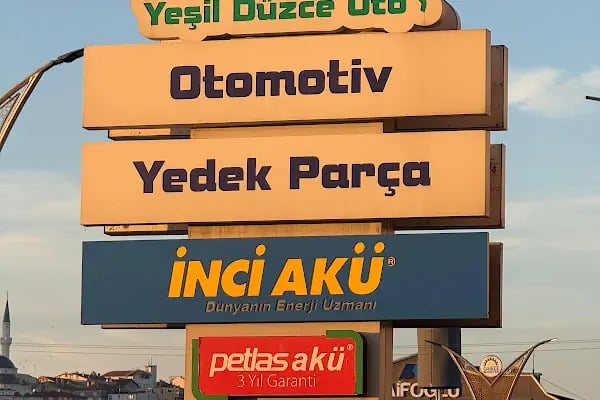 Yeşil Düzce Oto
Otomotiv
Yedek Parça
İNCİ AKÜ®
Dünyanın Enerji Uzmanı
petlas akü®
3 Yıl Garanti